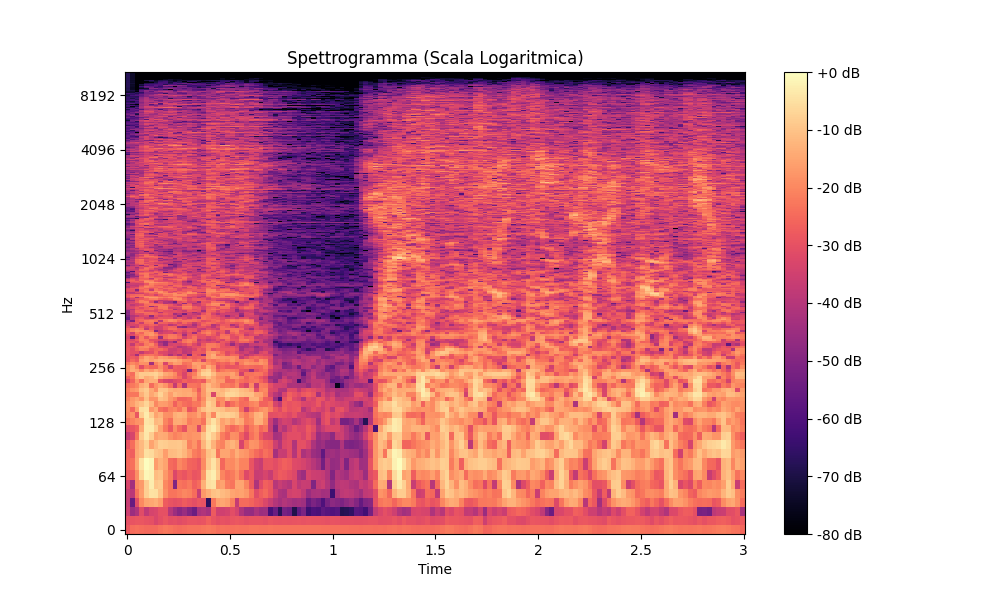 Spettrogramma (Scala Logaritmica)
Hz
8192
4096
2048
1024
512
256
128
64
0
0
0.5
1
1.5
2
2.5
3
Time
+0 dB
-10 dB
-20 dB
-30 dB
-40 dB
-50 dB
-60 dB
-70 dB
-80 dB